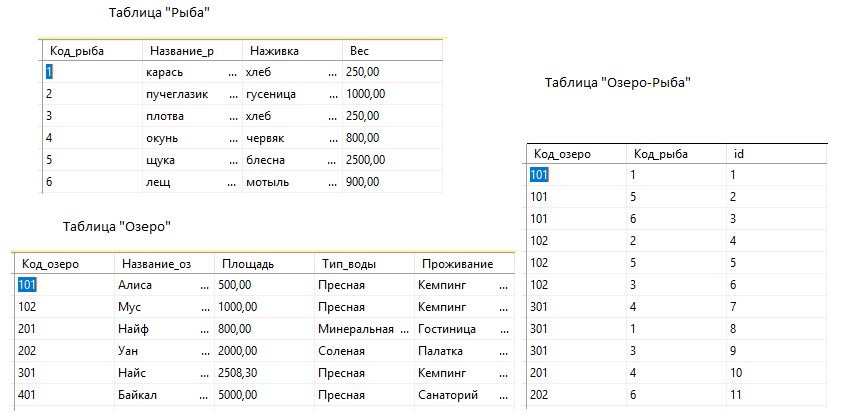 Таблица "Рыба"
Код_рыба Название_р Наживка Вес
1 карась ... хлеб ... 250,00
2 пучеглазик ... гусеница ... 1000,00
3 плотва ... хлеб ... 250,00
4 окунь ... червяк ... 800,00
5 щука ... блесна ... 2500,00
6 лещ ... мотыль ... 900,00
Таблица "Озеро"
Код_озеро Название_оз Площадь Тип_воды Проживание
101 Алиса ... 500,00 Пресная Кемпинг ...
102 Мус ... 1000,00 Пресная Кемпинг ...
201 Найф ... 800,00 Минеральная ... Гостиница ...
202 Уан ... 2000,00 Соленая Палатка ...
301 Найс ... 2508,30 Пресная Кемпинг ...
401 Байкал ... 5000,00 Пресная Санаторий ...
Таблица "Озеро-Рыба"
Код_озеро Код_рыба id
101 1 1
101 5 2
101 6 3
102 2 4
102 5 5
102 3 6
301 4 7
301 1 8
301 3 9
201 4 10
202 6 11